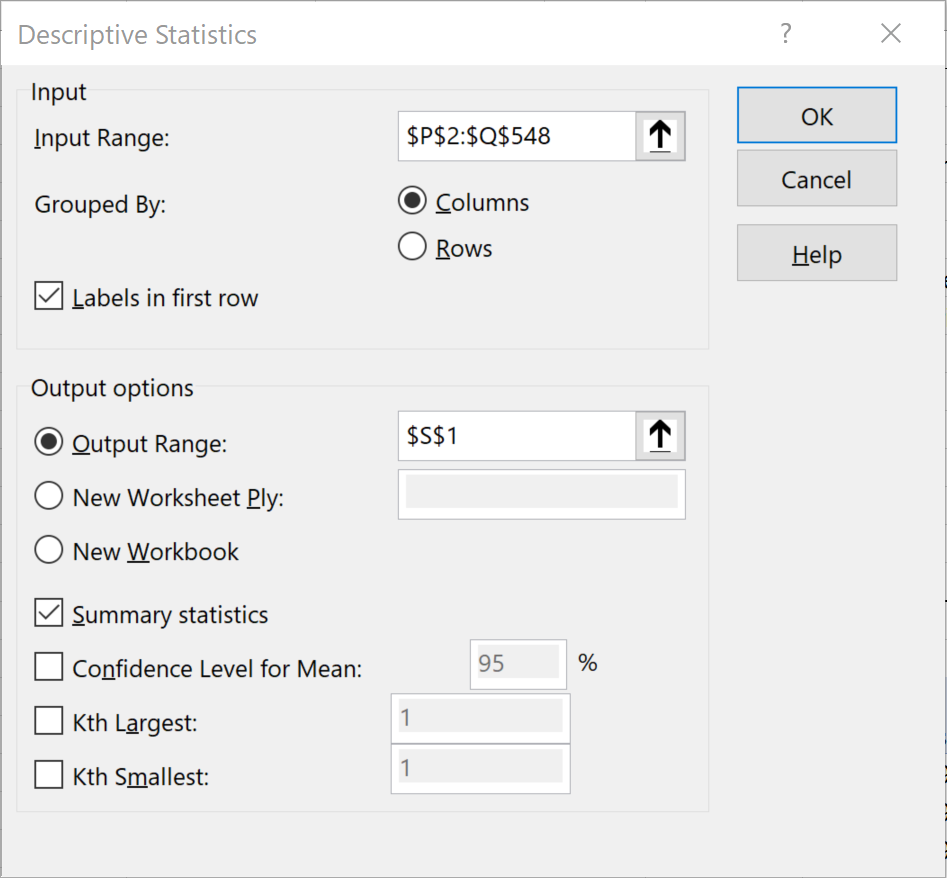 Descriptive Statistics ?
Input
Input Range: $P$2:$Q$548
Grouped By: Columns
Rows
Labels in first row
OK
Cancel
Help
Output options
Output Range: $S$1
New Worksheet Ply:
New Workbook
Summary statistics
Confidence Level for Mean: 95 %
Kth Largest: 1
Kth Smallest: 1